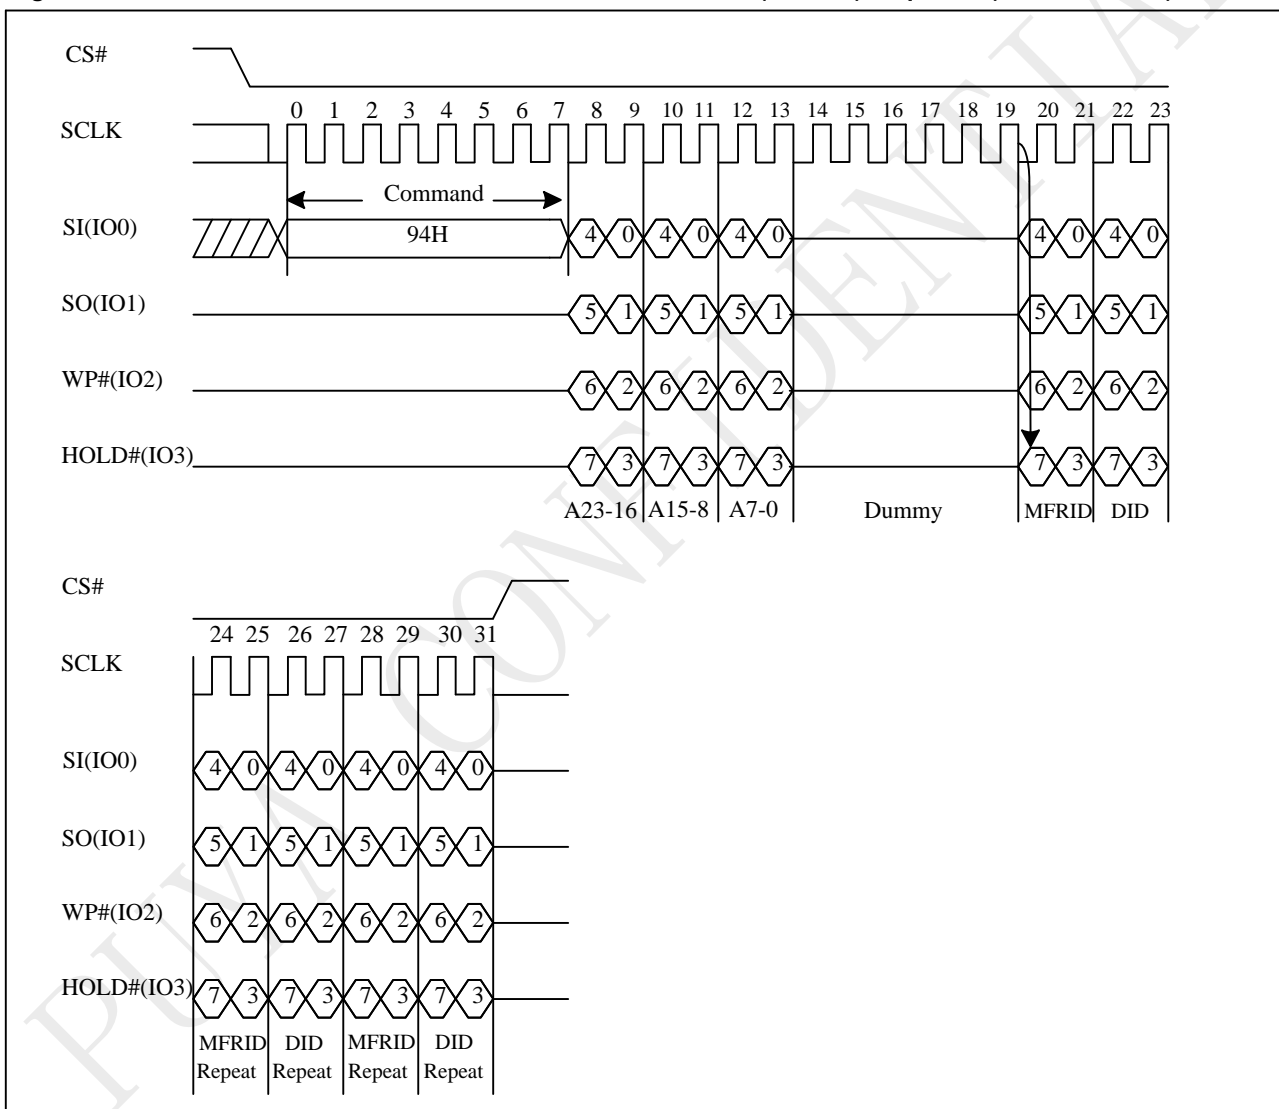 CS#
0 1 2 3 4 5 6 7 8 9 10 11 12 13 14 15 16 17 18 19 20 21 22 23
SCLK
Command
SI(IO0) 94H 4 0 4 0 4 0 4 0 4 0
SO(IO1) 5 1 5 1 5 1 5 1 5 1
WP#(IO2) 6 2 6 2 6 2 6 2 6 2
HOLD#(IO3) 7 3 7 3 7 3 7 3 7 3
A23-16 A15-8 A7-0 Dummy MFRID DID
CS#
24 25 26 27 28 29 30 31
SCLK
SI(IO0) 4 0 4 0 4 0 4 0
SO(IO1) 5 1 5 1 5 1 5 1
WP#(IO2) 6 2 6 2 6 2 6 2
HOLD#(IO3) 7 3 7 3 7 3 7 3
MFRID DID MFRID DID
Repeat Repeat Repeat Repeat
PUYA CONFIDENTIAL